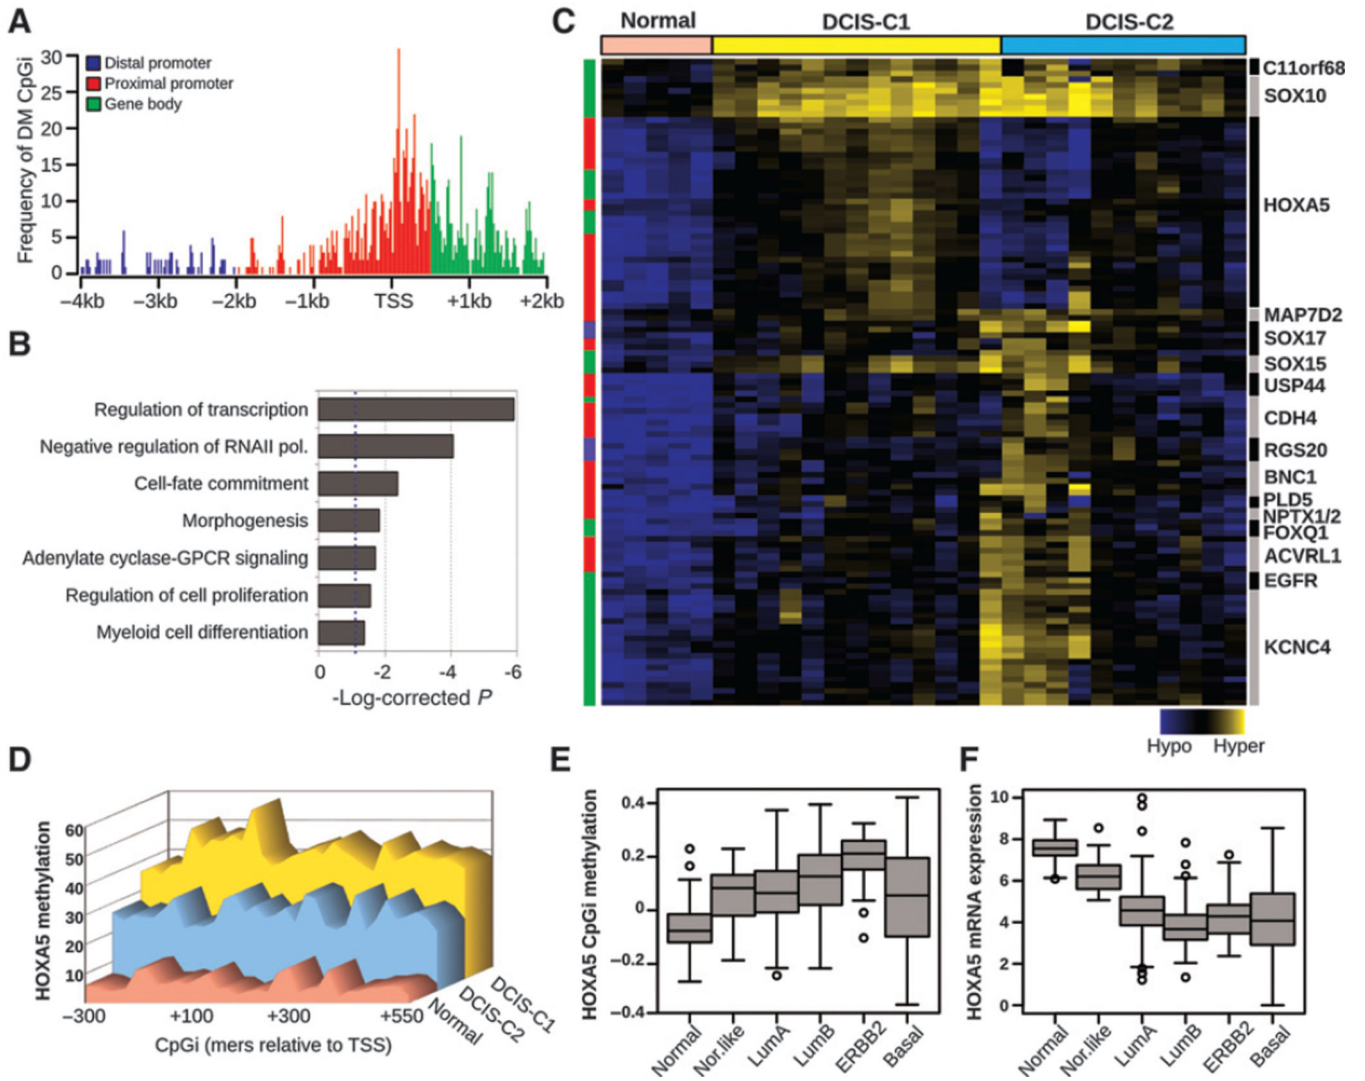 A
Frequency of DM CpGi
30
25
20
15
10
5
0
Distal promoter
Proximal promoter
Gene body
−4kb −3kb −2kb −1kb TSS +1kb +2kb
B
Regulation of transcription
Negative regulation of RNAII pol.
Cell-fate commitment
Morphogenesis
Adenylate cyclase-GPCR signaling
Regulation of cell proliferation
Myeloid cell differentiation
0 -2 -4 -6
-Log-corrected P
C
Normal DCIS-C1 DCIS-C2
C11orf68
SOX10
HOXA5
MAP7D2
SOX17
SOX15
USP44
CDH4
RGS20
BNC1
PLD5
NPTX1/2
FOXQ1
ACVRL1
EGFR
KCNC4
Hypo Hyper
D
HOXA5 methylation
60
50
40
30
20
10
−300 +100 +300 +550
CpGi (mers relative to TSS)
Normal
DCIS-C2
DCIS-C1
E
HOXA5 CpGi methylation
0.4
0.2
0
−0.2
−0.4
Normal Nor.like LumA LumB ERBB2 Basal
F
HOXA5 mRNA expression
10
8
6
4
2
0
Normal Nor.like LumA LumB ERBB2 Basal